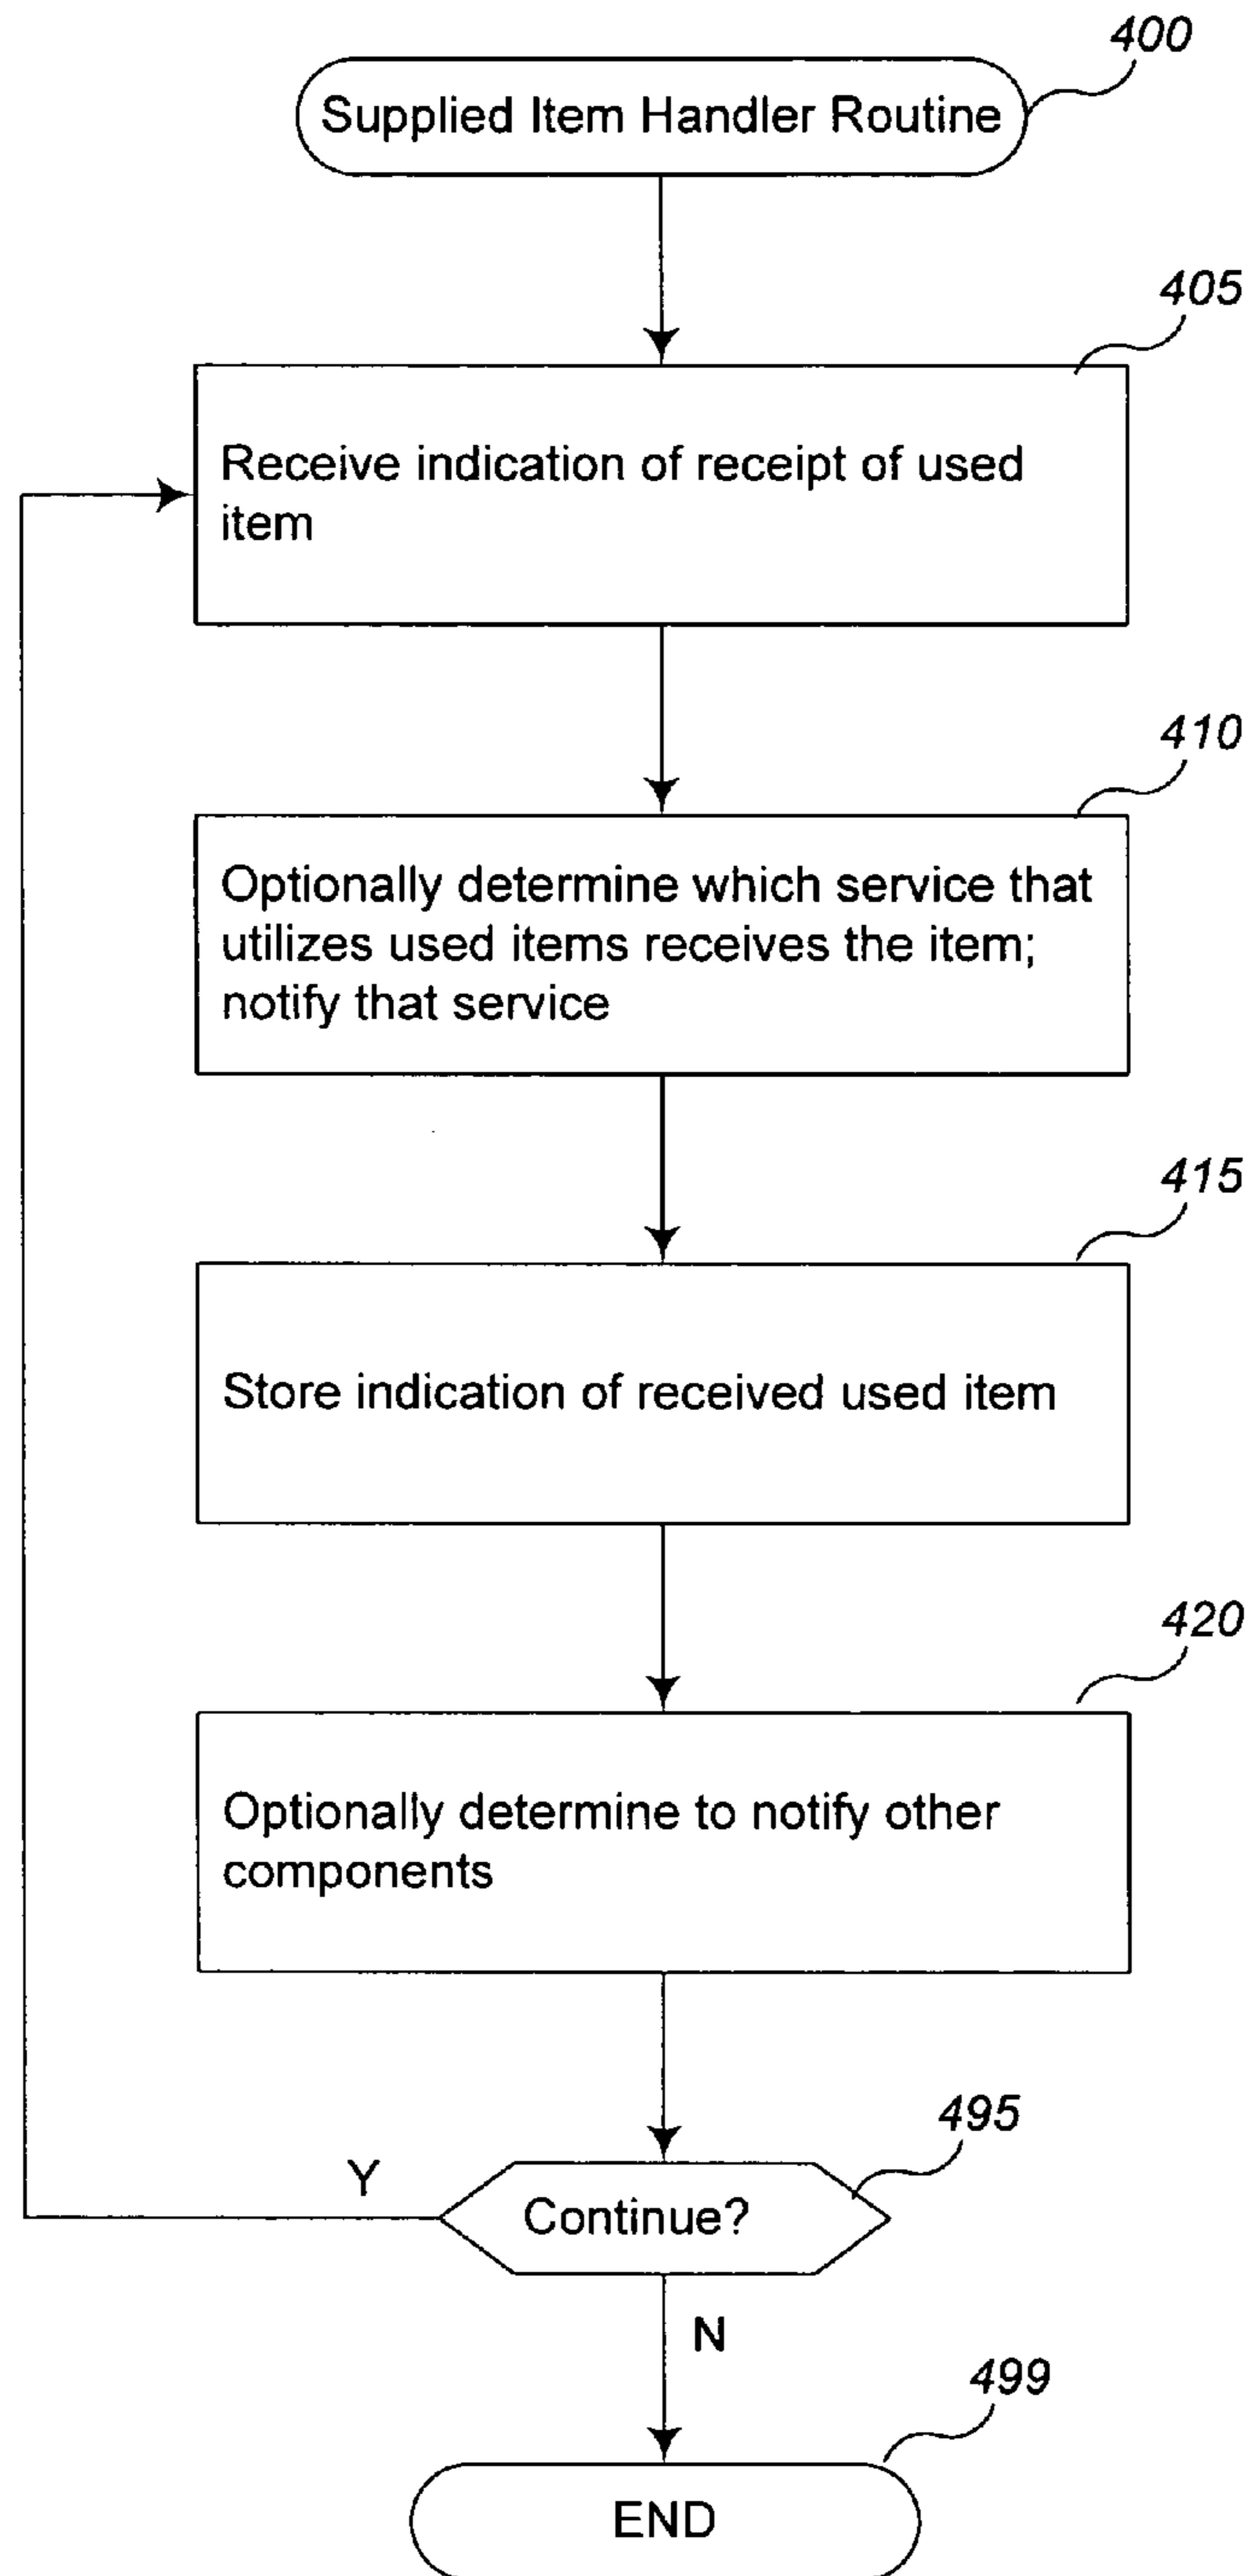 400
Supplied Item Handler Routine
405
Receive indication of receipt of used
item
410
Optionally determine which service that
utilizes used items receives the item;
notify that service
415
Store indication of received used item
420
Optionally determine to notify other
components
495
Y
Continue?
N
499
END